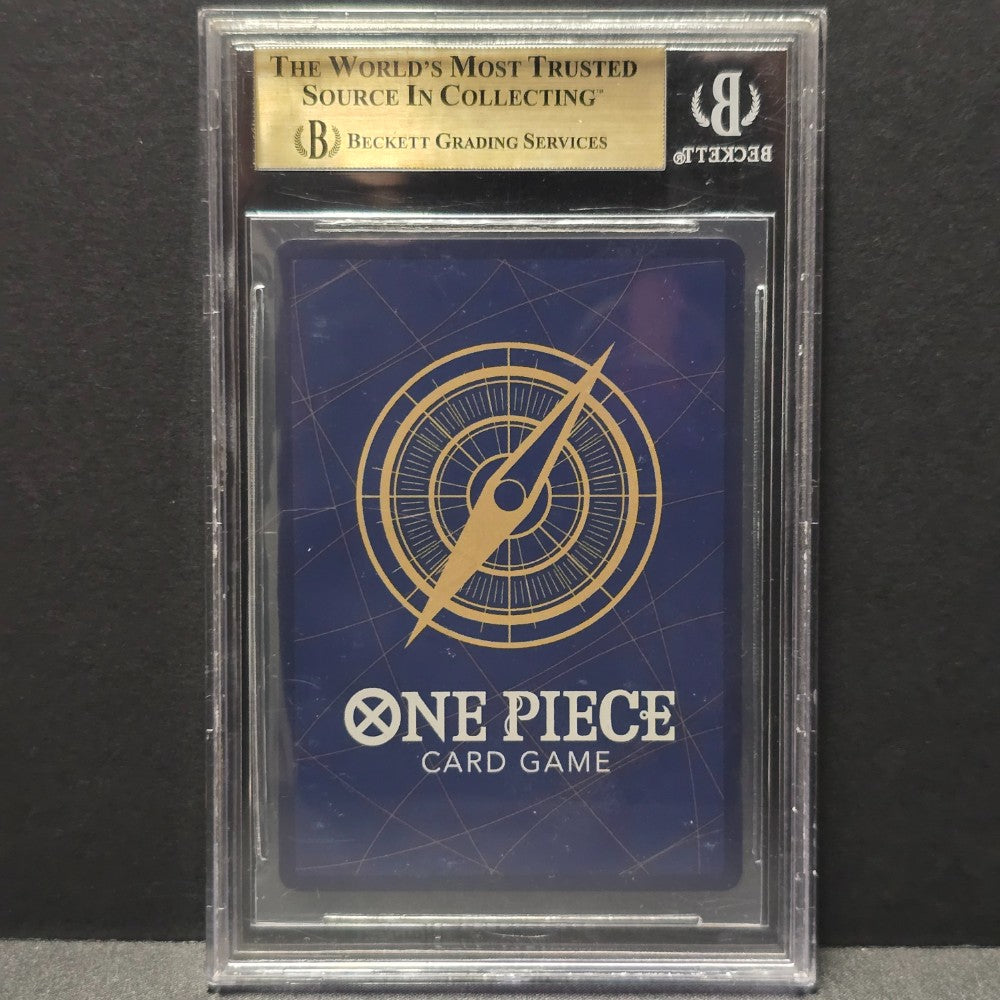 THE WORLD'S MOST TRUSTED
SOURCE IN COLLECTING™
B BECKETT GRADING SERVICES
B
BECKETT®
ONE PIECE
CARD GAME